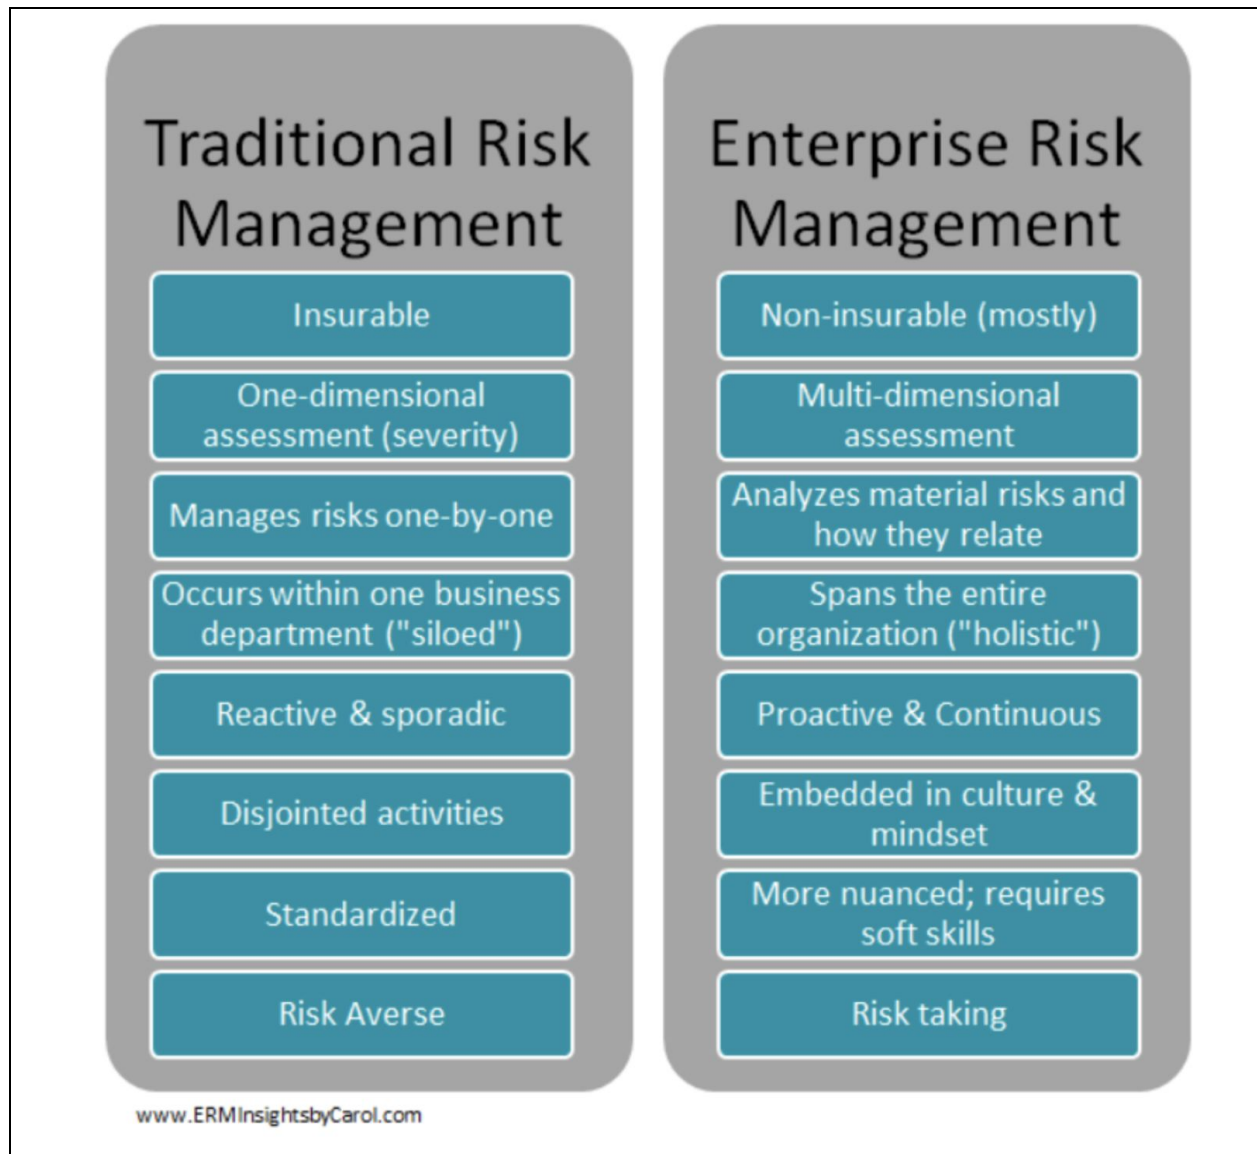 Traditional Risk
Management
Insurable
One-dimensional
assessment (severity)
Manages risks one-by-one
Occurs within one business
department ("siloed")
Reactive & sporadic
Disjointed activities
Standardized
Risk Averse
Enterprise Risk
Management
Non-insurable (mostly)
Multi-dimensional
assessment
Analyzes material risks and
how they relate
Spans the entire
organization ("holistic")
Proactive & Continuous
Embedded in culture &
mindset
More nuanced; requires
soft skills
Risk taking
www.ERMInsightsbyCarol.com